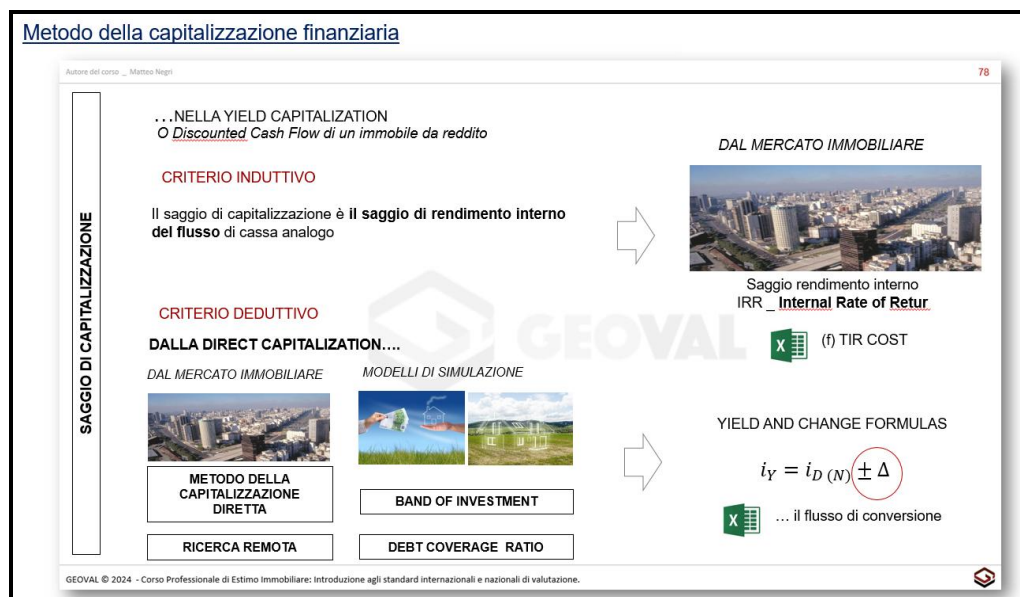 Metodo della capitalizzazione finanziaria
Autore del corso _ Matteo Negri
78
SAGGIO DI CAPITALIZZAZIONE
...NELLA YIELD CAPITALIZATION
O Discounted Cash Flow di un immobile da reddito
CRITERIO INDUTTIVO
Il saggio di capitalizzazione è il saggio di rendimento interno
del flusso di cassa analogo
DAL MERCATO IMMOBILIARE
Saggio rendimento interno
IRR _ Internal Rate of Retur
(f) TIR COST
GEOVAL
CRITERIO DEDUTTIVO
DALLA DIRECT CAPITALIZATION....
DAL MERCATO IMMOBILIARE
MODELLI DI SIMULAZIONE
METODO DELLA
CAPITALIZZAZIONE
DIRETTA
BAND OF INVESTMENT
RICERCA REMOTA
DEBT COVERAGE RATIO
YIELD AND CHANGE FORMULAS
i_Y = i_D (N) ± Δ
... il flusso di conversione
GEOVAL © 2024 - Corso Professionale di Estimo Immobiliare: Introduzione agli standard internazionali e nazionali di valutazione.